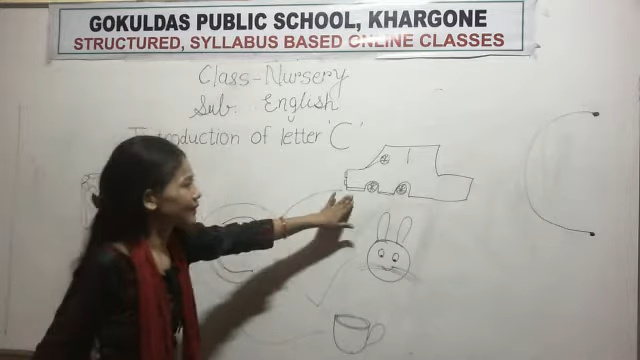 GOKULDAS PUBLIC SCHOOL, KHARGONE
STRUCTURED, SYLLABUS BASED ONLINE CLASSES
Class-Nursery
Sub: English
Introduction of letter 'C'